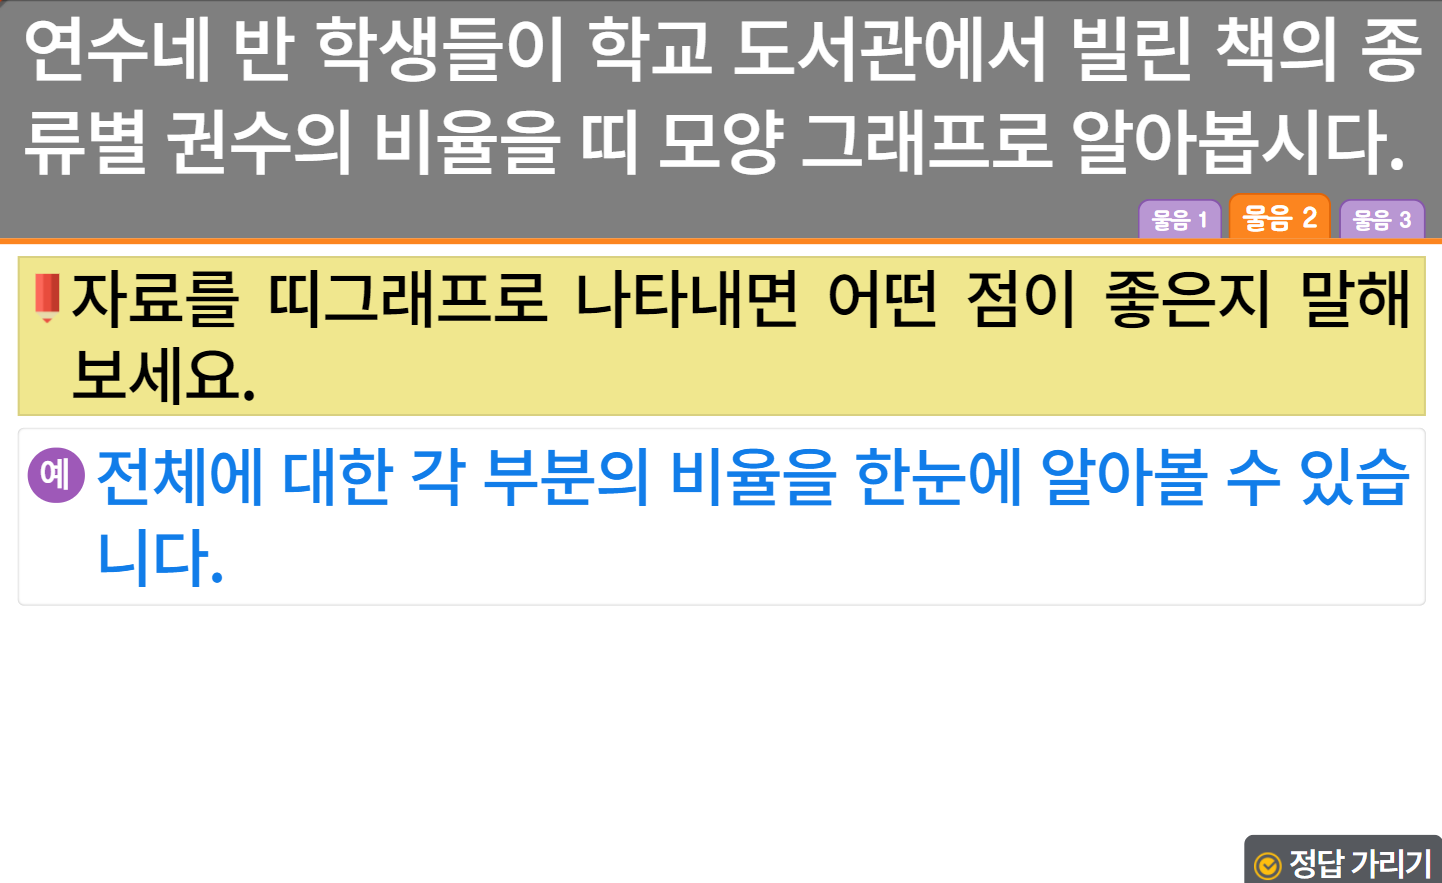 연수네 반 학생들이 학교 도서관에서 빌린 책의 종
류별 권수의 비율을 띠 모양 그래프로 알아봅시다.
물음 1 물음 2 물음 3
자료를 띠그래프로 나타내면 어떤 점이 좋은지 말해
보세요.
예 전체에 대한 각 부분의 비율을 한눈에 알아볼 수 있습
니다.
정답 가리기